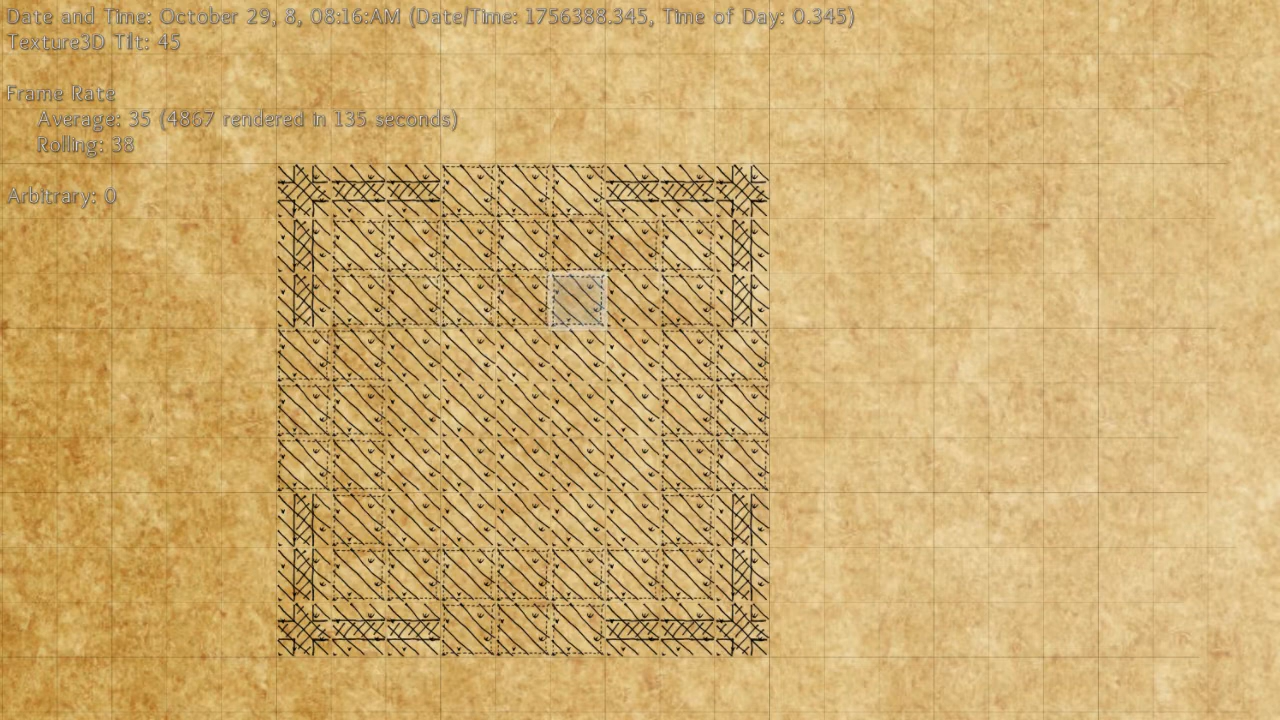 Date and Time: October 29, 8, 08:16:AM (Date/Time: 1756388.345, Time of Day: 0.345)
Texture3D Tilt: 45
Frame Rate
Average: 35 (4867 rendered in 135 seconds)
Rolling: 38
Arbitrary: 0